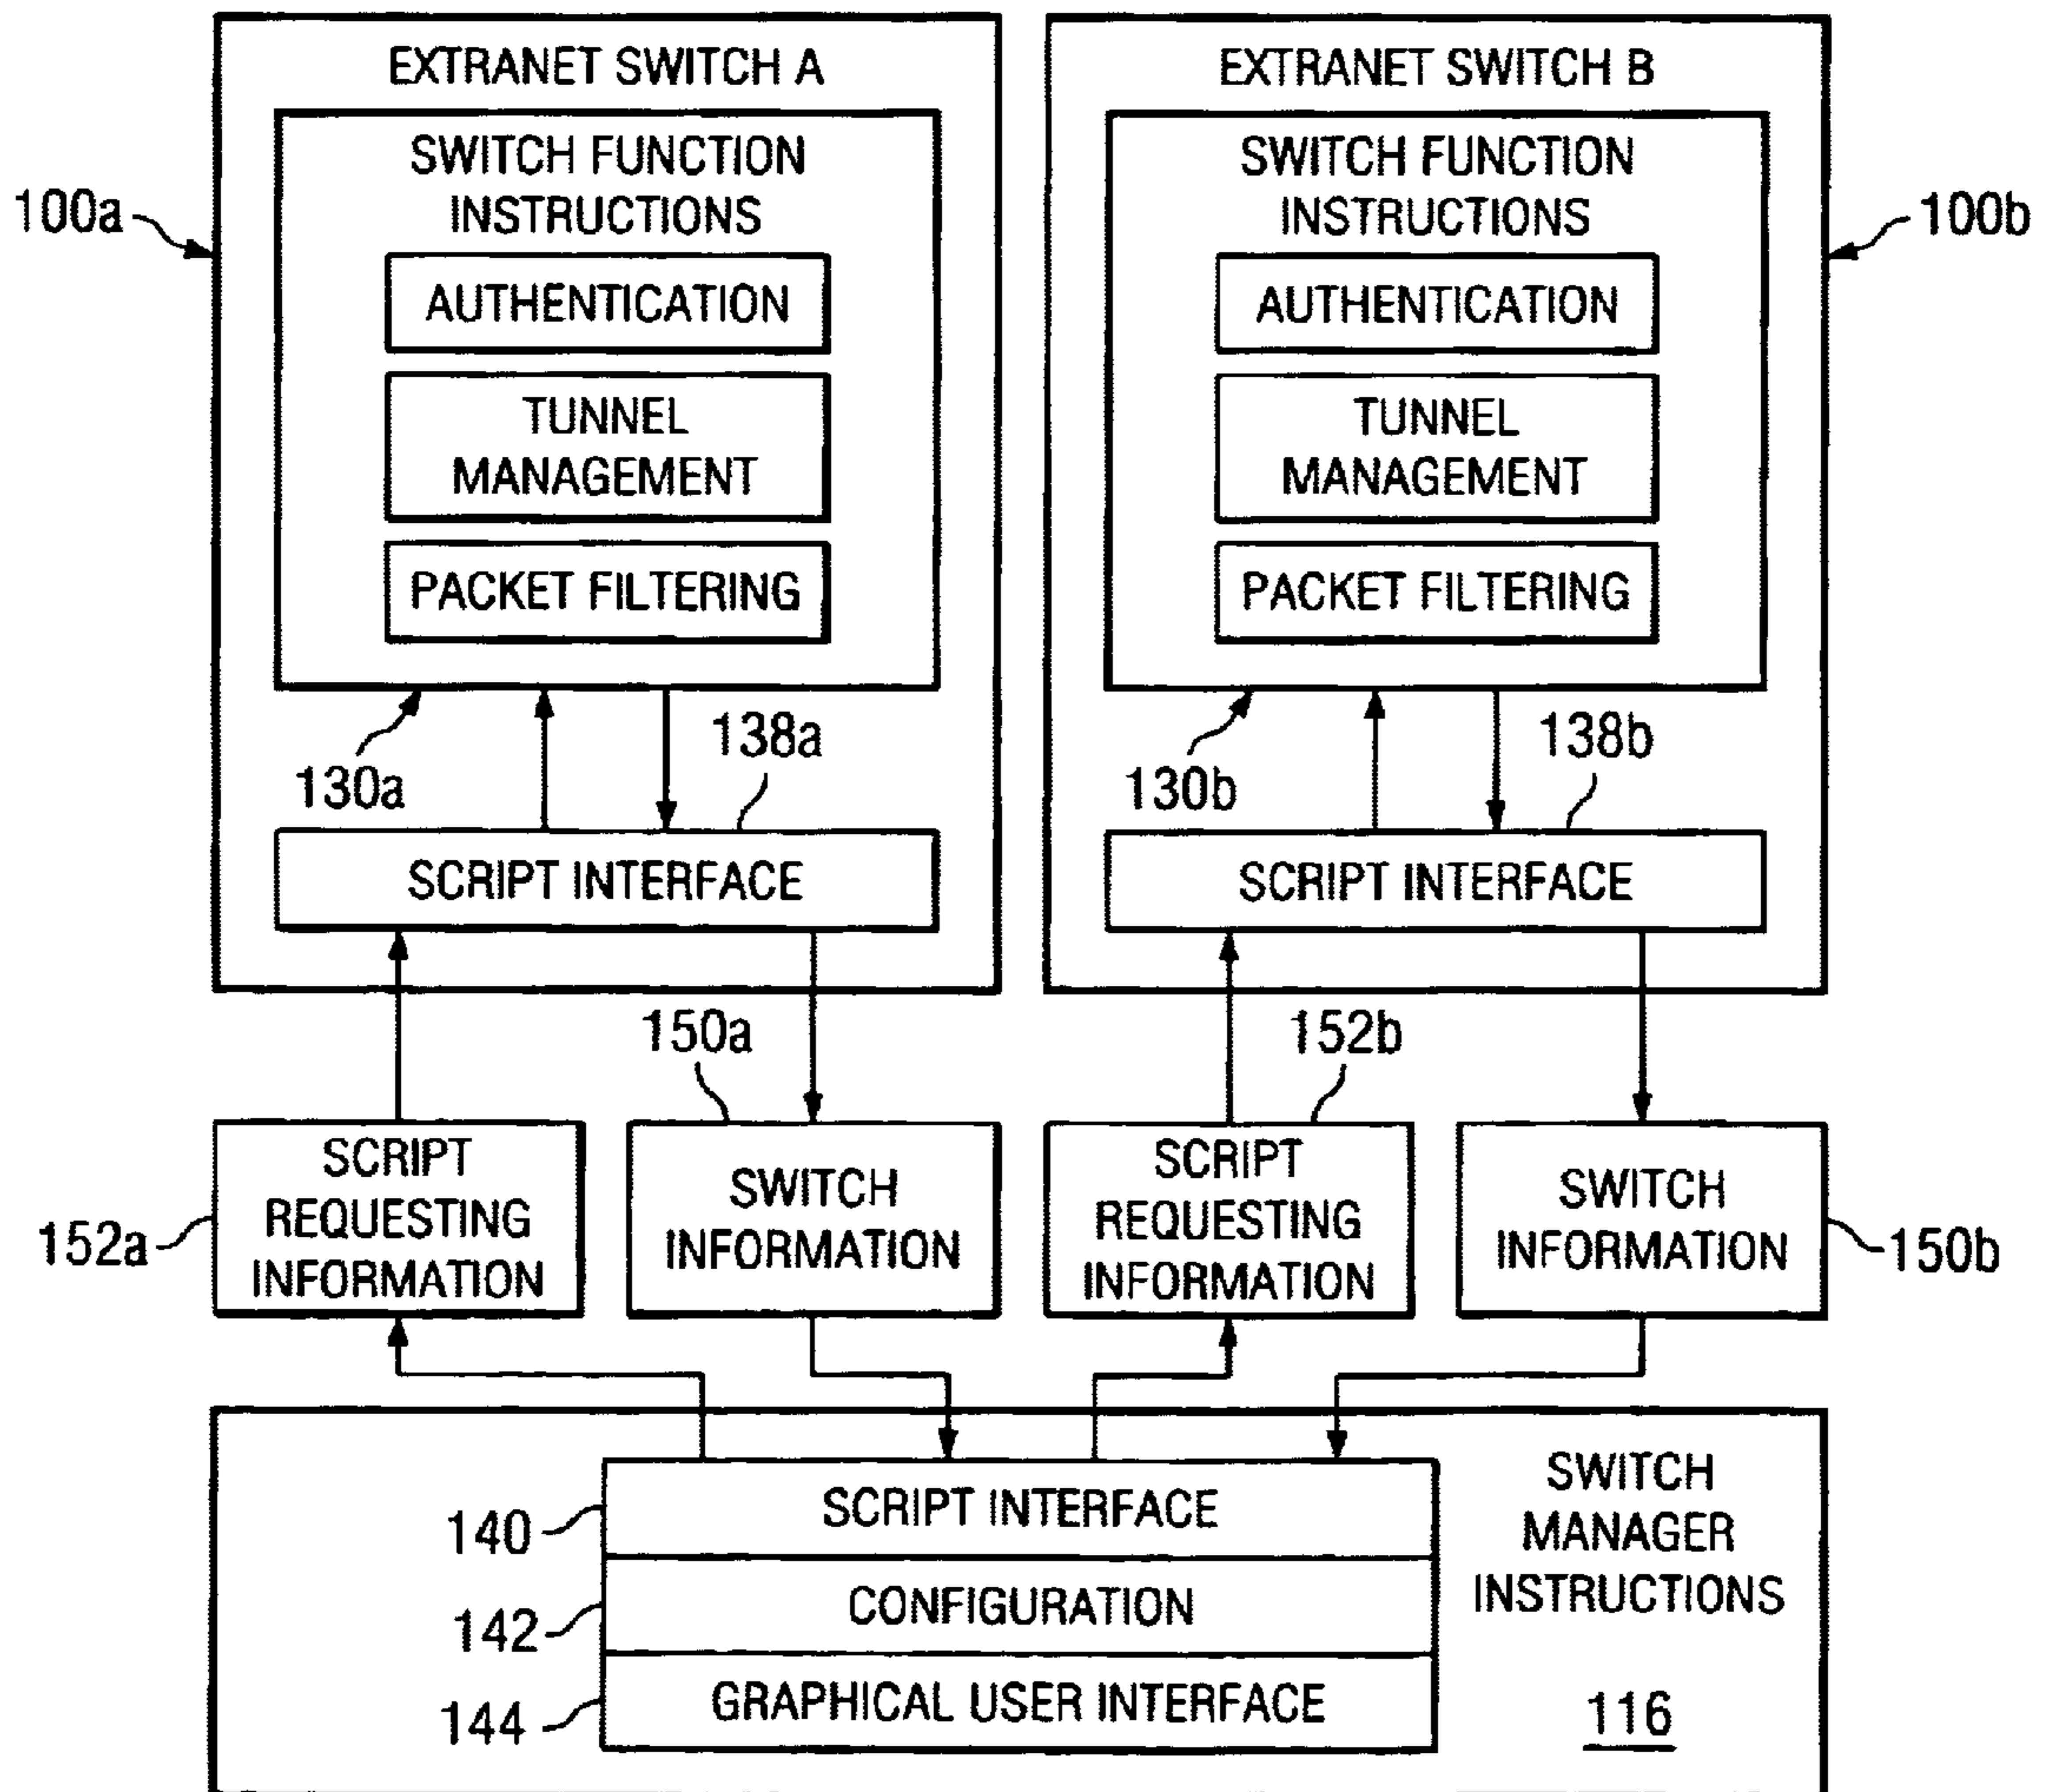 EXTRANET SWITCH A
SWITCH FUNCTION
INSTRUCTIONS
AUTHENTICATION
TUNNEL
MANAGEMENT
PACKET FILTERING
100a
130a
138a
SCRIPT INTERFACE
EXTRANET SWITCH B
SWITCH FUNCTION
INSTRUCTIONS
AUTHENTICATION
TUNNEL
MANAGEMENT
PACKET FILTERING
100b
130b
138b
SCRIPT INTERFACE
152a
SCRIPT
REQUESTING
INFORMATION
150a
SWITCH
INFORMATION
152b
SCRIPT
REQUESTING
INFORMATION
SWITCH
INFORMATION
150b
140
SCRIPT INTERFACE
142
CONFIGURATION
144
GRAPHICAL USER INTERFACE
SWITCH
MANAGER
INSTRUCTIONS
116